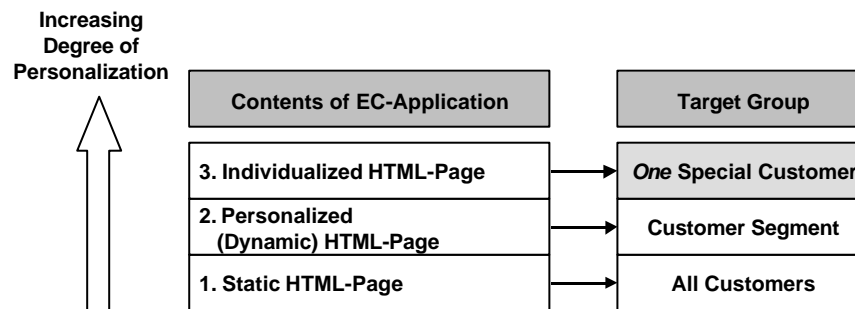 Increasing
Degree of
Personalization
Contents of EC-Application
Target Group
3. Individualized HTML-Page
One Special Customer
2. Personalized
(Dynamic) HTML-Page
Customer Segment
1. Static HTML-Page
All Customers